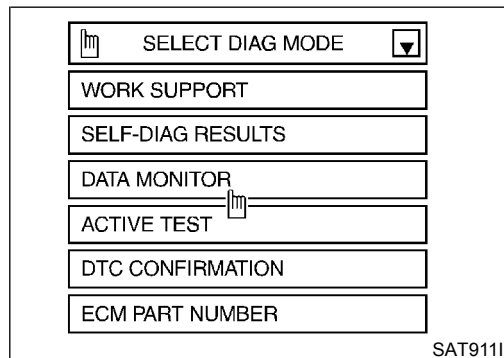 SELECT DIAG MODE
WORK SUPPORT
SELF-DIAG RESULTS
DATA MONITOR
ACTIVE TEST
DTC CONFIRMATION
ECM PART NUMBER
SAT911I